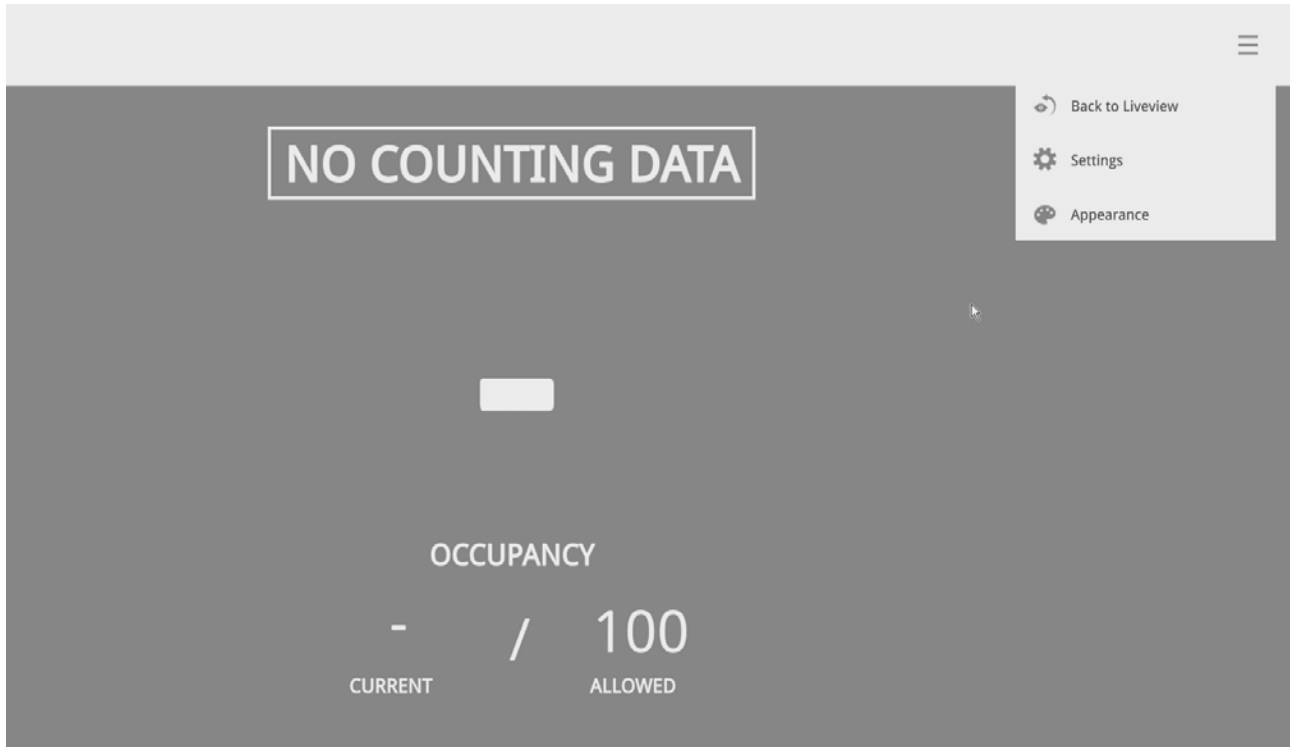 Back to Liveview
Settings
Appearance
NO COUNTING DATA
OCCUPANCY
- / 100
CURRENT ALLOWED